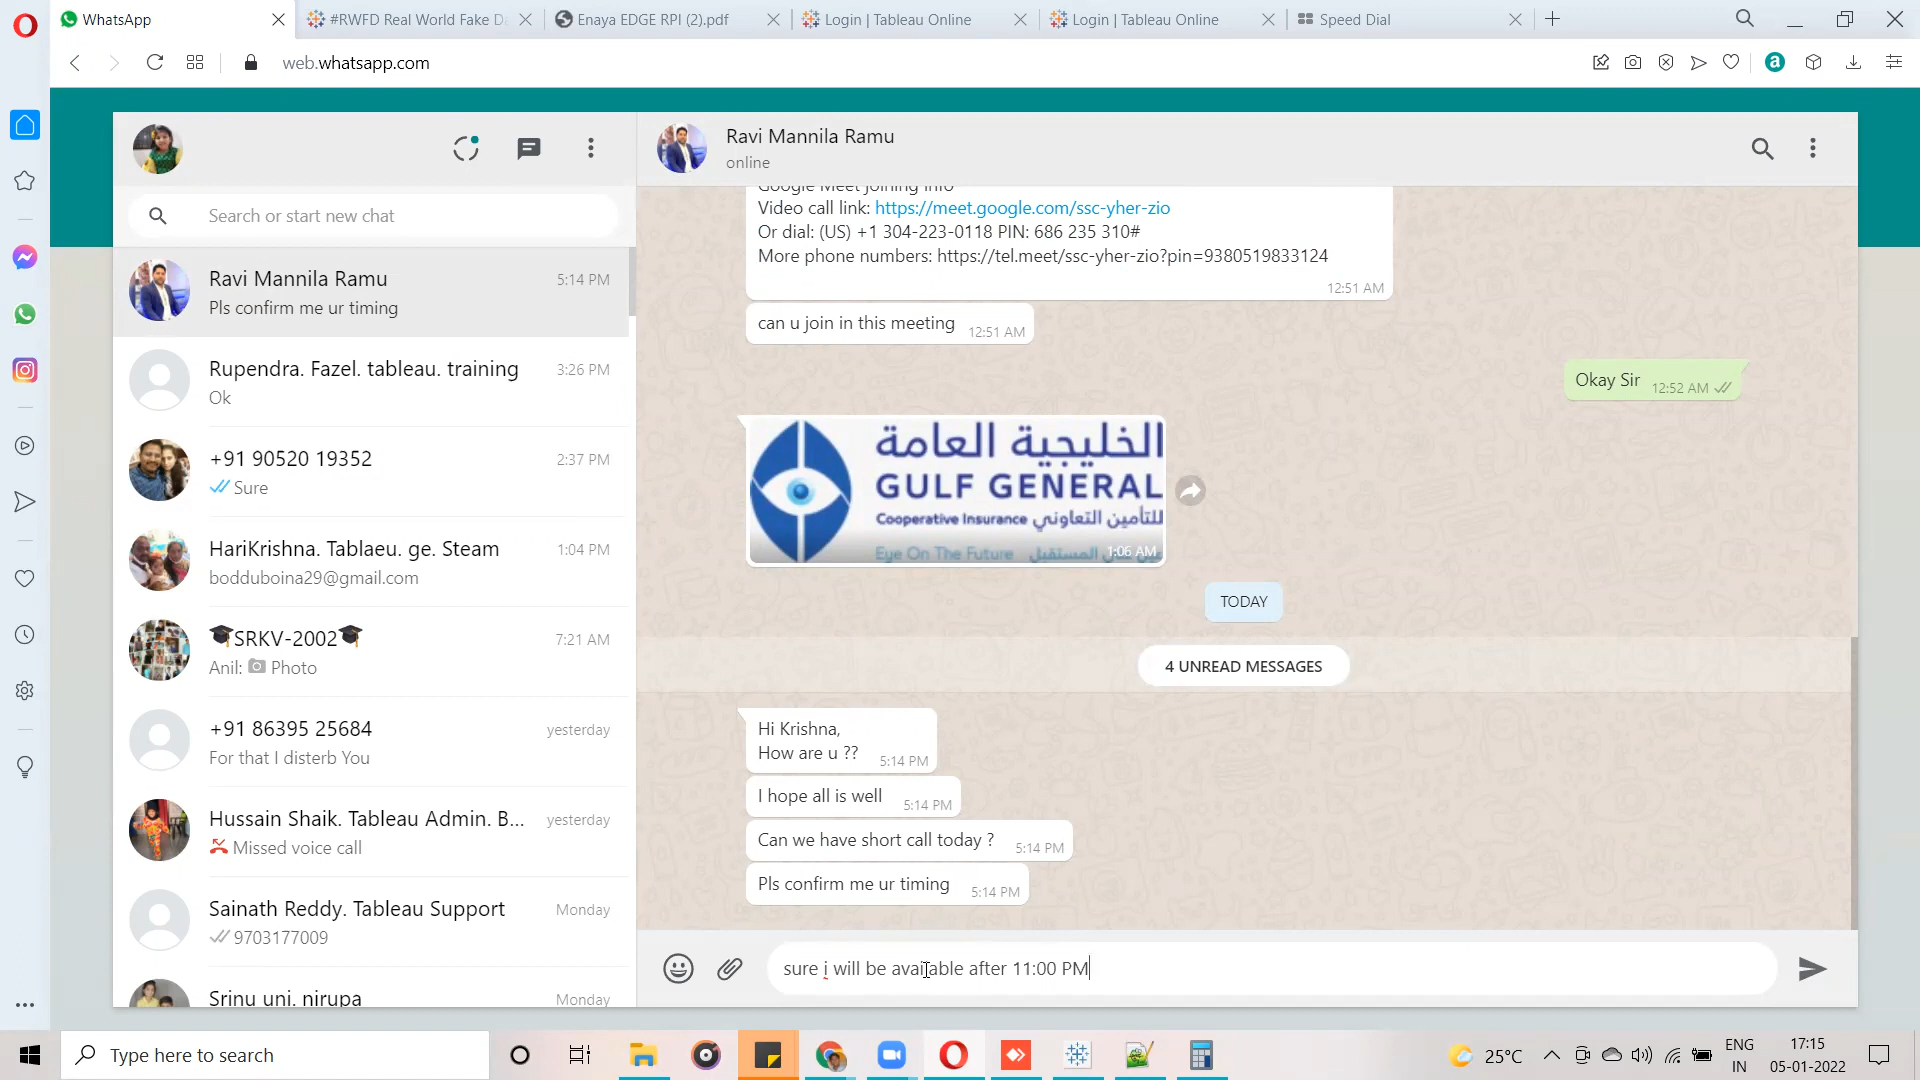 WhatsApp
#RWFD Real World Fake Da
Enaya EDGE RPI (2).pdf
Login | Tableau Online
Login | Tableau Online
Speed Dial
web.whatsapp.com
Search or start new chat
Ravi Mannila Ramu
5:14 PM
Pls confirm me ur timing
Rupendra. Fazel. tableau. training
3:26 PM
Ok
+91 90520 19352
2:37 PM
Sure
HariKrishna. Tablaeu. ge. Steam
1:04 PM
bodduboina29@gmail.com
🎓SRKV-2002🎓
7:21 AM
Anil: Photo
+91 86395 25684
yesterday
For that I disterb You
Hussain Shaik. Tableau Admin. B...
yesterday
Missed voice call
Sainath Reddy. Tableau Support
Monday
9703177009
Srinu uni. nirupa
Monday
Ravi Mannila Ramu
online
Google Meet joining info
Video call link: https://meet.google.com/ssc-yher-zio
Or dial: (US) +1 304-223-0118 PIN: 686 235 310#
More phone numbers: https://tel.meet/ssc-yher-zio?pin=9380519833124
12:51 AM
can u join in this meeting 12:51 AM
Okay Sir 12:52 AM
الخليجية العامة
GULF GENERAL
Cooperative Insurance للتأمين التعاوني
Eye On The Future عين على المستقبل
1:06 AM
TODAY
4 UNREAD MESSAGES
Hi Krishna,
How are u ?? 5:14 PM
I hope all is well 5:14 PM
Can we have short call today ? 5:14 PM
Pls confirm me ur timing 5:14 PM
sure i will be available after 11:00 PM
Type here to search
25°C
ENG
IN
17:15
05-01-2022